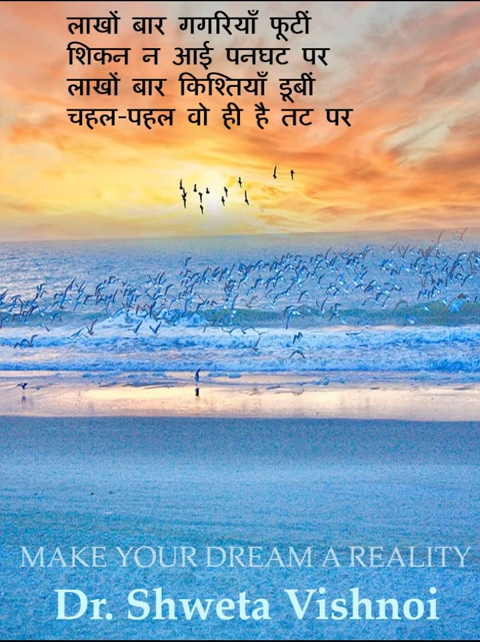 लाखों बार गगरियाँ फूटीं
शिकन न आई पनघट पर
लाखों बार किश्तियाँ डूबीं
चहल-पहल वो ही है तट पर
MAKE YOUR DREAM A REALITY
Dr. Shweta Vishnoi